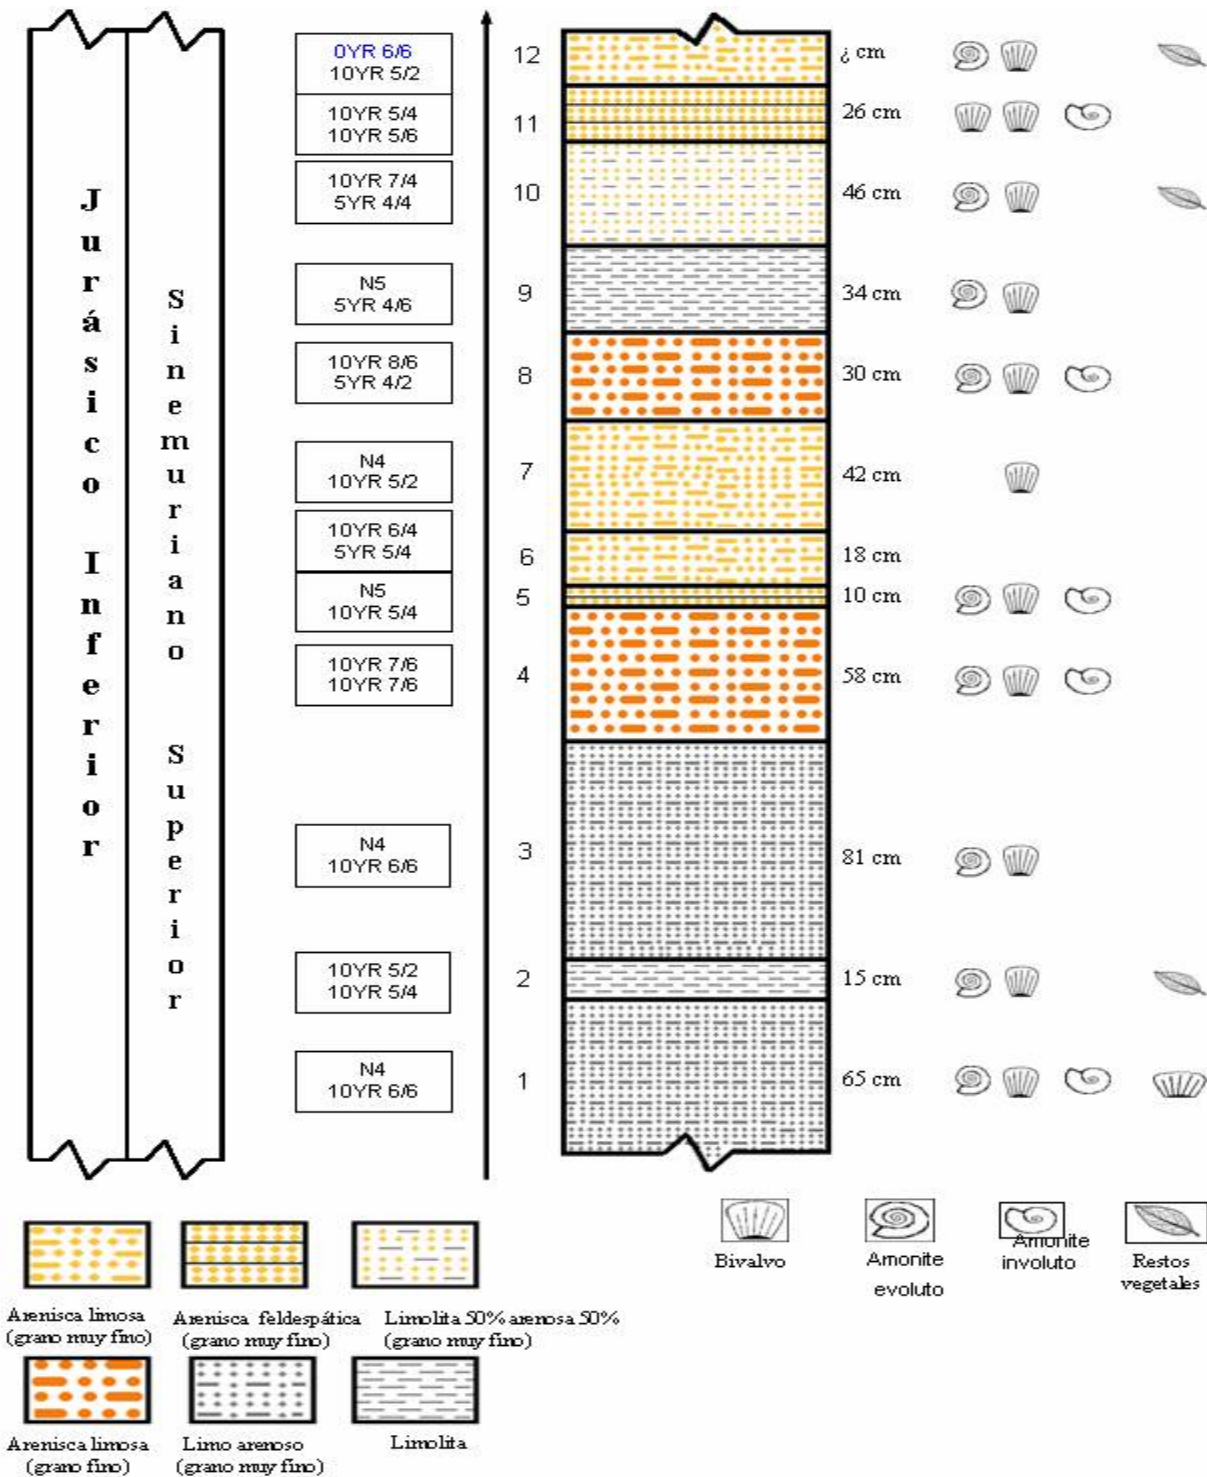 Jurásico Inferior
Sinemuriano Superior
0YR 6/6
10YR 5/2
12
¿ cm
10YR 5/4
10YR 5/6
11
26 cm
10YR 7/4
5YR 4/4
10
46 cm
N5
5YR 4/6
9
34 cm
10YR 8/6
5YR 4/2
8
30 cm
N4
10YR 5/2
7
42 cm
10YR 6/4
5YR 5/4
6
18 cm
N5
10YR 5/4
5
10 cm
10YR 7/6
10YR 7/6
4
58 cm
N4
10YR 6/6
3
81 cm
10YR 5/2
10YR 5/4
2
15 cm
N4
10YR 6/6
1
65 cm
Bivalvo
Amonite
evoluto
Amonite
involuto
Restos
vegetales
Arenisca limosa
(grano muy fino)
Arenisca feldespática
(grano muy fino)
Limolita 50% arenosa 50%
(grano muy fino)
Arenisca limosa
(grano fino)
Limo arenoso
(grano muy fino)
Limolita